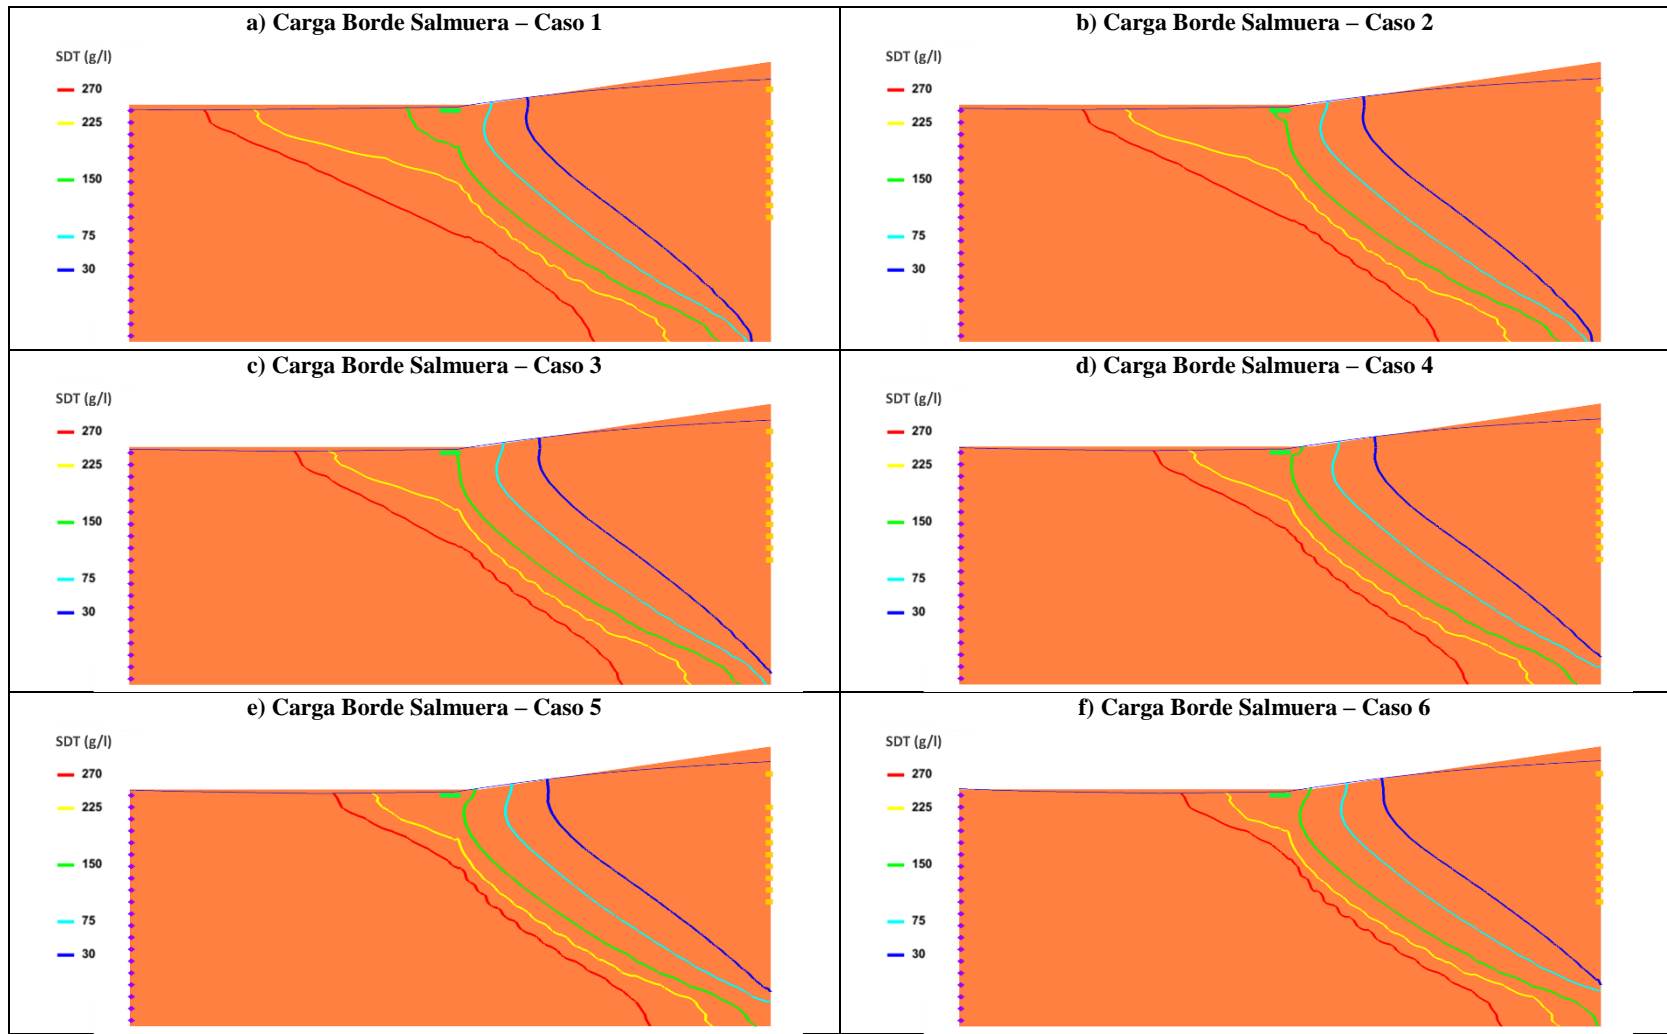 a) Carga Borde Salmuera – Caso 1
SDT (g/l)
270
225
150
75
30
b) Carga Borde Salmuera – Caso 2
SDT (g/l)
270
225
150
75
30
c) Carga Borde Salmuera – Caso 3
SDT (g/l)
270
225
150
75
30
d) Carga Borde Salmuera – Caso 4
SDT (g/l)
270
225
150
75
30
e) Carga Borde Salmuera – Caso 5
SDT (g/l)
270
225
150
75
30
f) Carga Borde Salmuera – Caso 6
SDT (g/l)
270
225
150
75
30